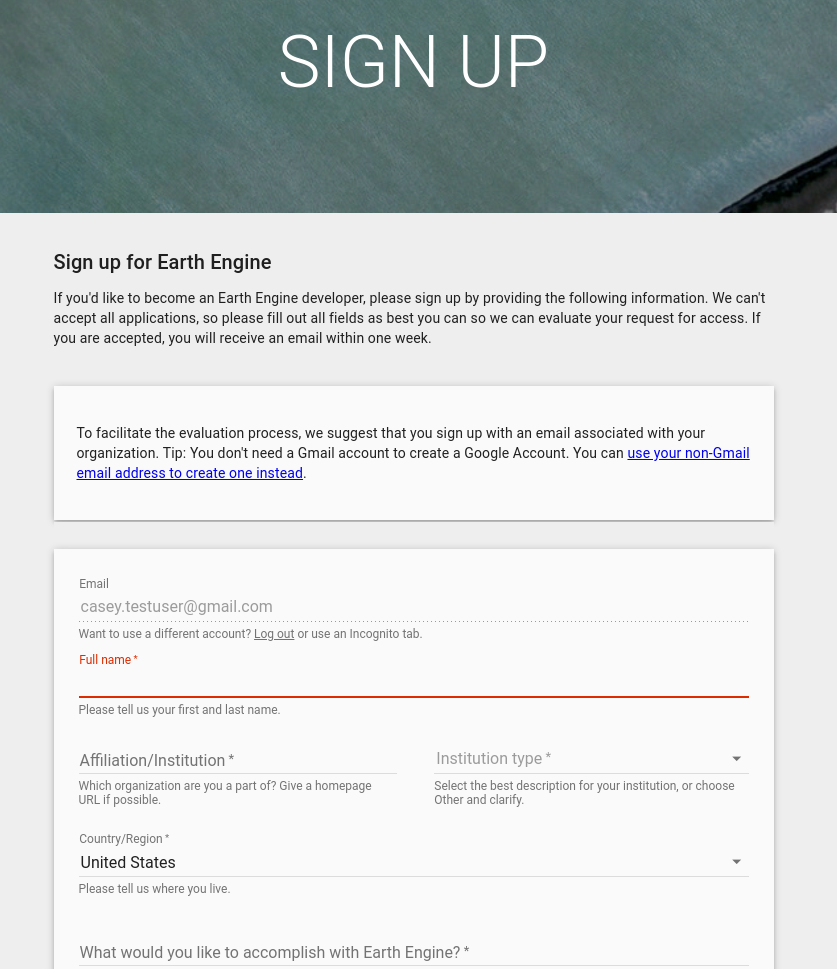 SIGN UP
Sign up for Earth Engine
If you'd like to become an Earth Engine developer, please sign up by providing the following information. We can't
accept all applications, so please fill out all fields as best you can so we can evaluate your request for access. If
you are accepted, you will receive an email within one week.
To facilitate the evaluation process, we suggest that you sign up with an email associated with your
organization. Tip: You don't need a Gmail account to create a Google Account. You can use your non-Gmail
email address to create one instead.
Email
casey.testuser@gmail.com
Want to use a different account? Log out or use an Incognito tab.
Full name *
Please tell us your first and last name.
Affiliation/Institution *
Which organization are you a part of? Give a homepage
URL if possible.
Institution type *
Select the best description for your institution, or choose
Other and clarify.
Country/Region *
United States
Please tell us where you live.
What would you like to accomplish with Earth Engine? *